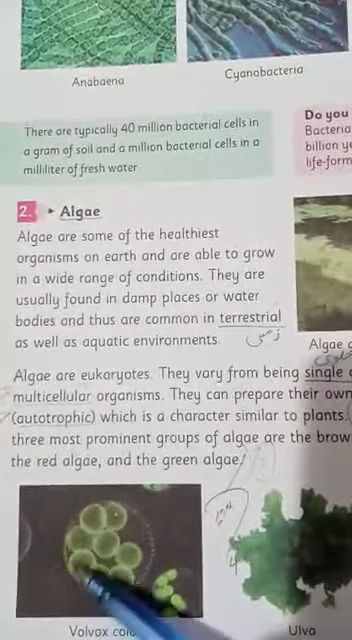 Anabaena
Cyanobacteria
There are typically 40 million bacterial cells in
a gram of soil and a million bacterial cells in a
milliliter of fresh water
Do you
Bacteria
billion ye
life-form
2. ► Algae
Algae are some of the healthiest
organisms on earth and are able to grow
in a wide range of conditions. They are
usually found in damp places or water
bodies and thus are common in terrestrial
as well as aquatic environments.
زمینی
Algae
Algae are eukaryotes. They vary from being single
multicellular organisms. They can prepare their own
(autotrophic) which is a character similar to plants.
three most prominent groups of algae are the brow
the red algae, and the green algae.
Volvox colo
Ulva